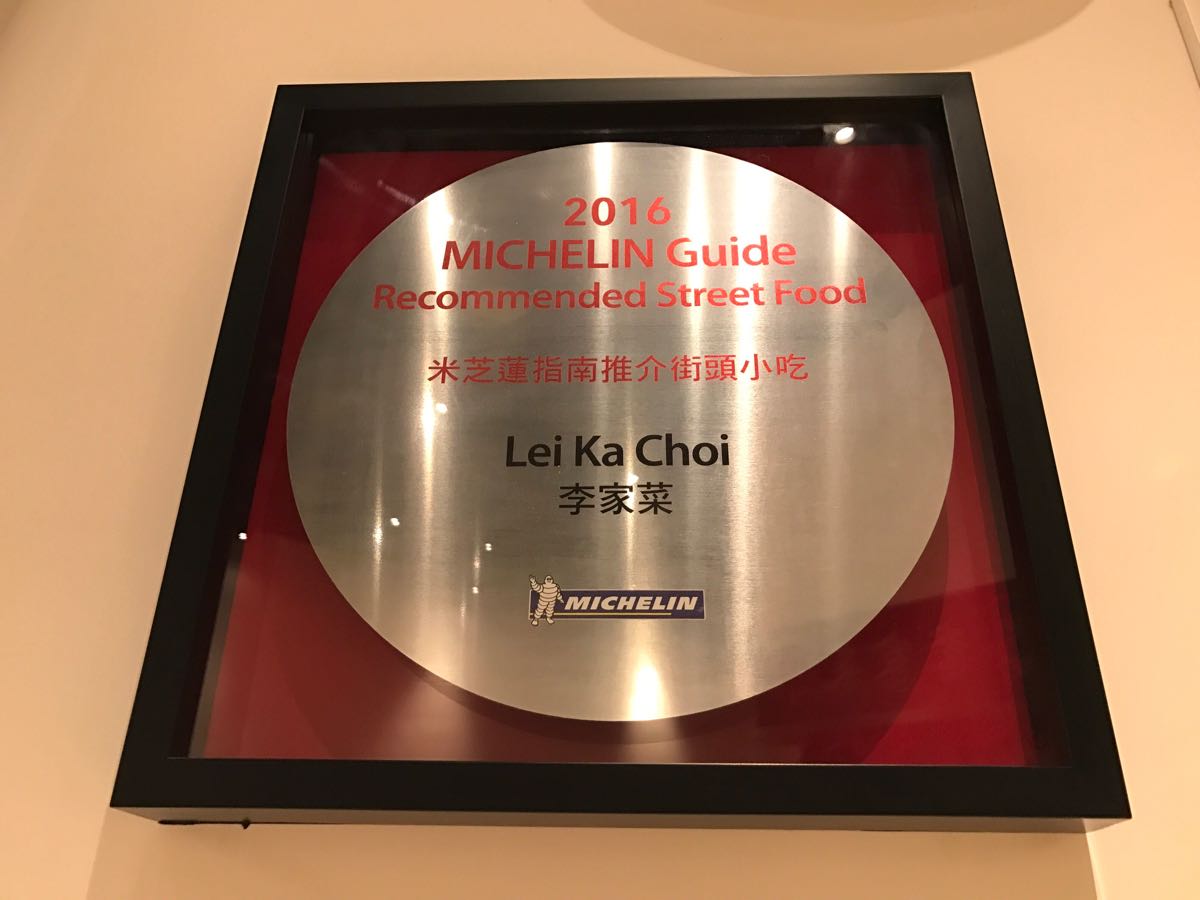 2016
MICHELIN Guide
Recommended Street Food
米芝蓮指南推介街頭小吃
Lei Ka Choi
李家菜
MICHELIN